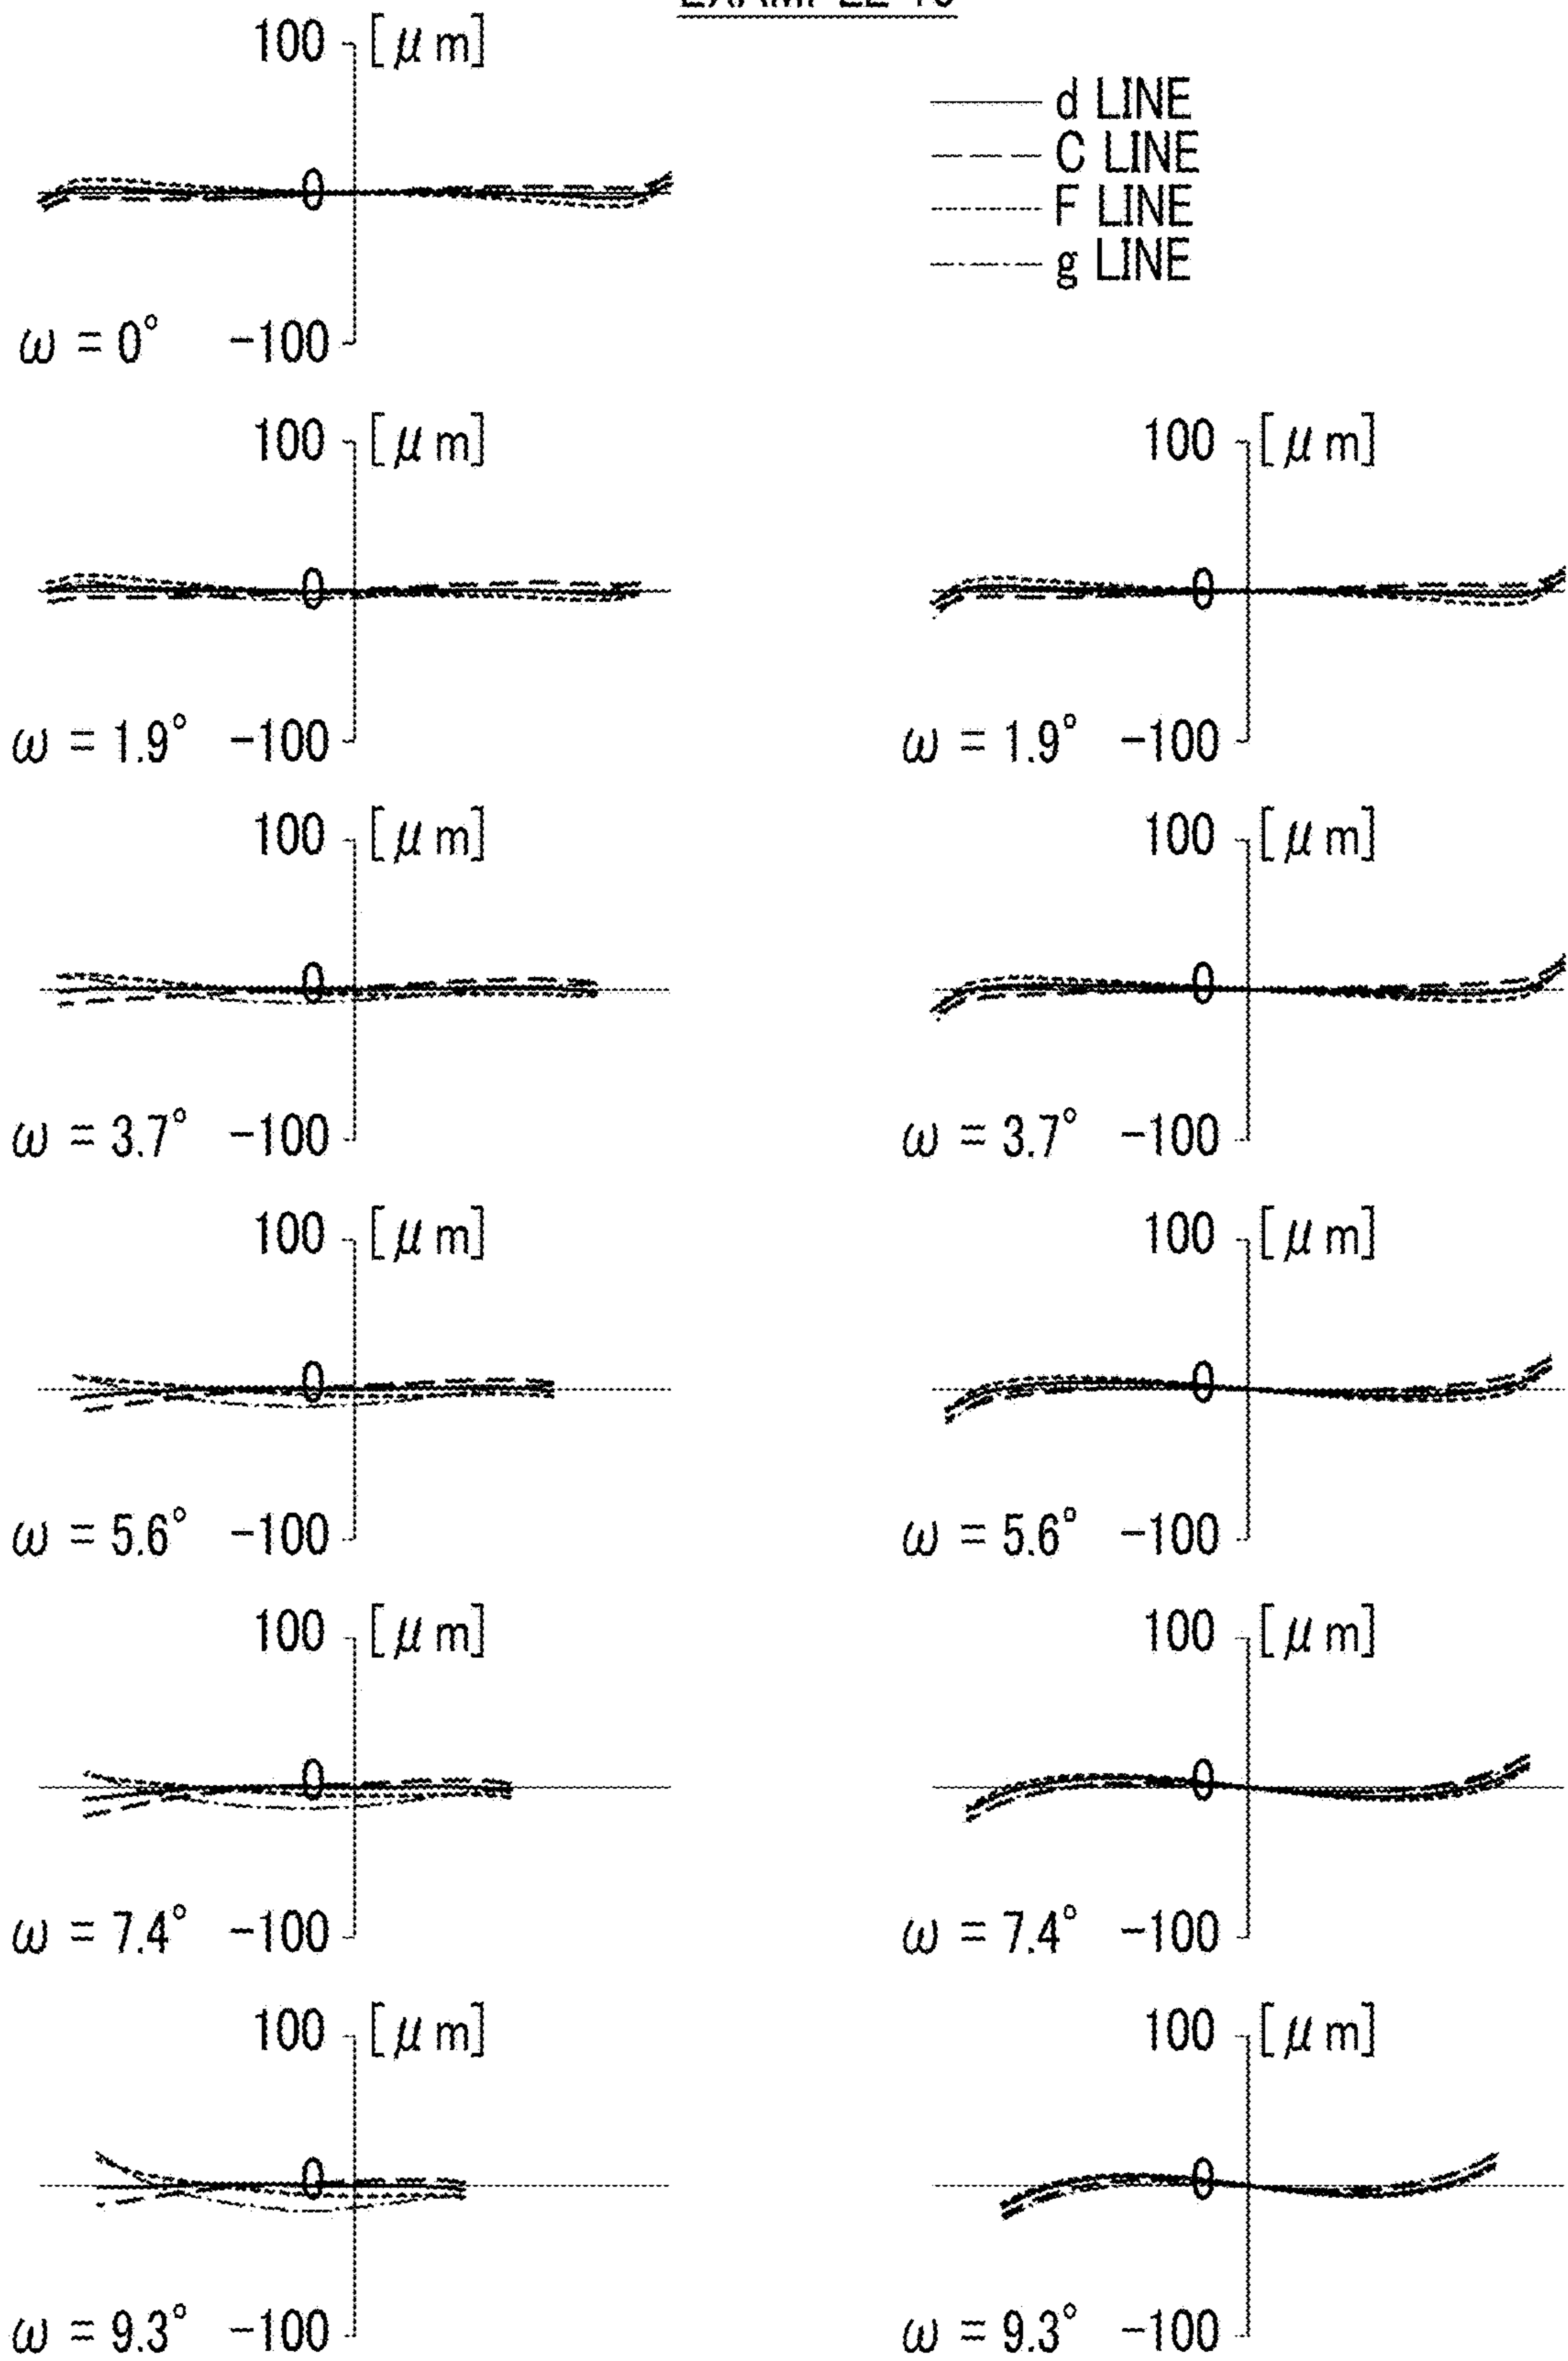 100 [μm]
d LINE
C LINE
0
F LINE
g LINE
ω = 0° -100
100 [μm] 100 [μm]
0 0
ω = 1.9° -100 ω = 1.9° -100
100 [μm] 100 [μm]
0 0
ω = 3.7° -100 ω = 3.7° -100
100 [μm] 100 [μm]
0 0
ω = 5.6° -100 ω = 5.6° -100
100 [μm] 100 [μm]
0 0
ω = 7.4° -100 ω = 7.4° -100
100 [μm] 100 [μm]
0 0
ω = 9.3° -100 ω = 9.3° -100